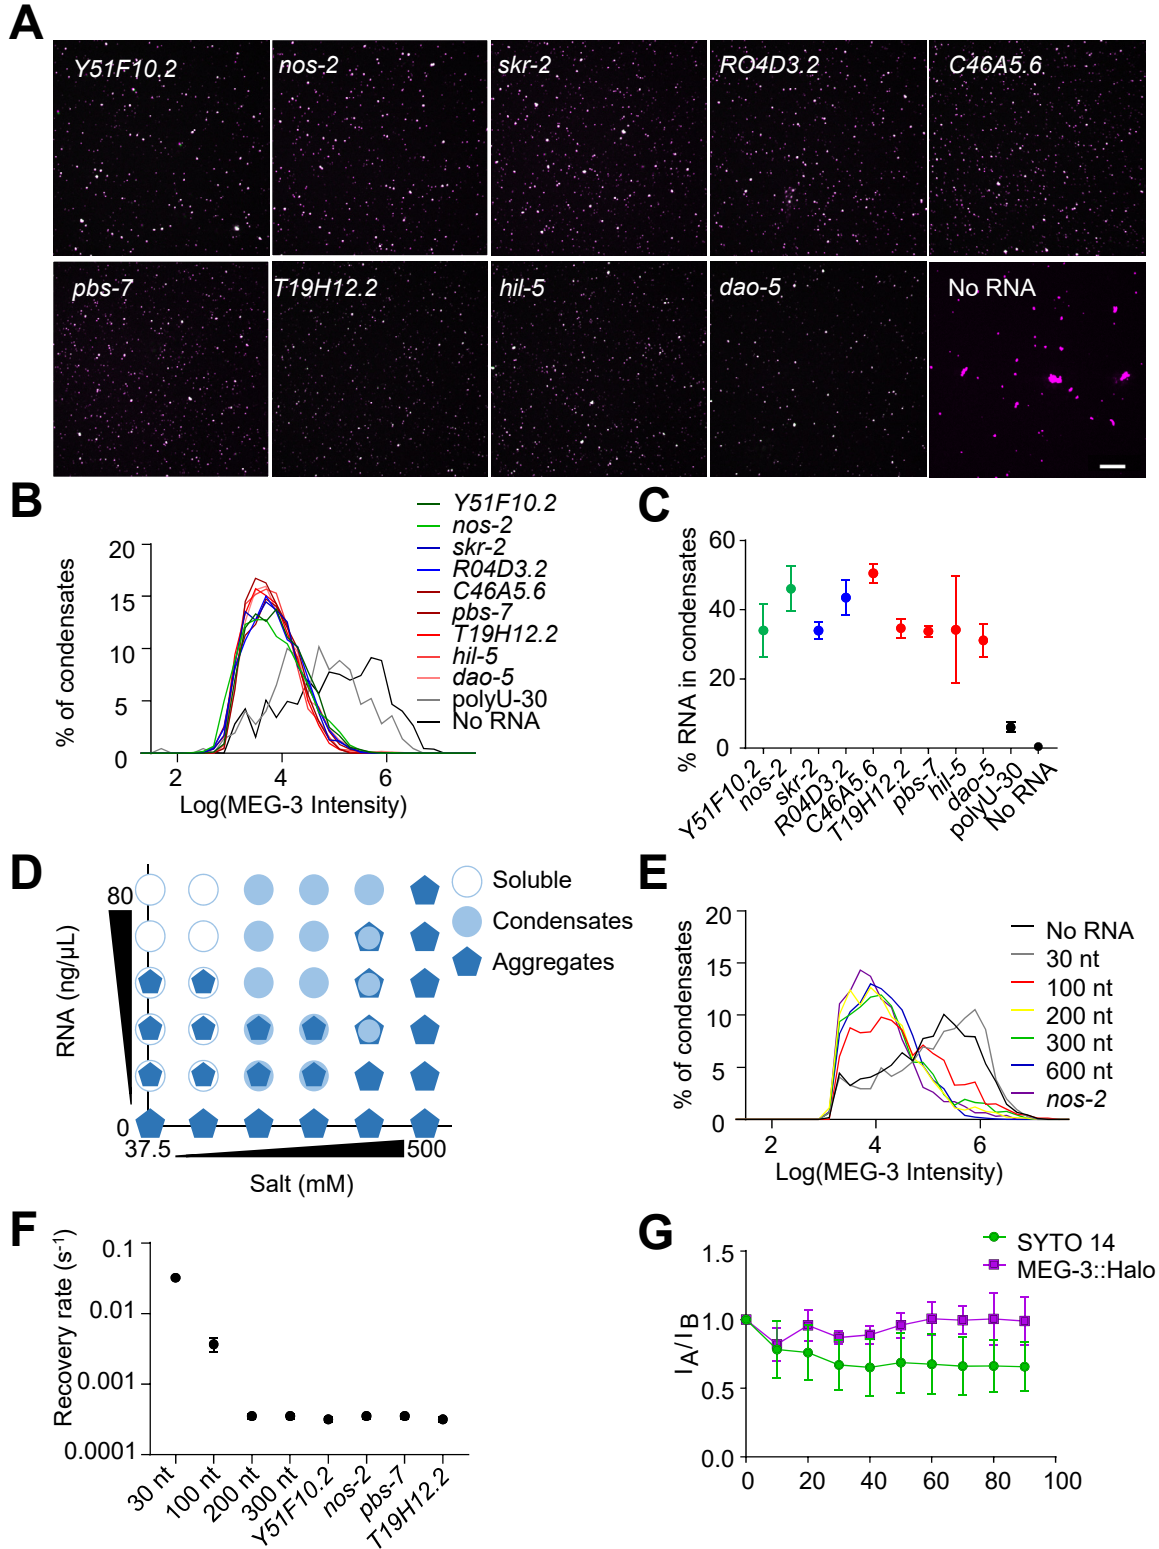 A
Y51F10.2
nos-2
skr-2
RO4D3.2
C46A5.6
pbs-7
T19H12.2
hil-5
dao-5
No RNA
B
% of condensates
20
15
10
5
0
2
4
6
Log(MEG-3 Intensity)
Y51F10.2
nos-2
skr-2
R04D3.2
C46A5.6
pbs-7
T19H12.2
hil-5
dao-5
polyU-30
No RNA
C
% RNA in condensates
60
40
20
0
Y51F10.2
nos-2
skr-2
R04D3.2
C46A5.6
T19H12.2
pbs-7
hil-5
dao-5
polyU-30
No RNA
D
RNA (ng/µL)
80
0
37.5
500
Salt (mM)
Soluble
Condensates
Aggregates
E
% of condensates
20
15
10
5
0
2
4
6
Log(MEG-3 Intensity)
No RNA
30 nt
100 nt
200 nt
300 nt
600 nt
nos-2
F
Recovery rate (s-1)
0.1
0.01
0.001
0.0001
30 nt
100 nt
200 nt
300 nt
Y51F10.2
nos-2
pbs-7
T19H12.2
G
IA/IB
1.5
1.0
0.5
0.0
0
20
40
60
80
100
SYTO 14
MEG-3::Halo